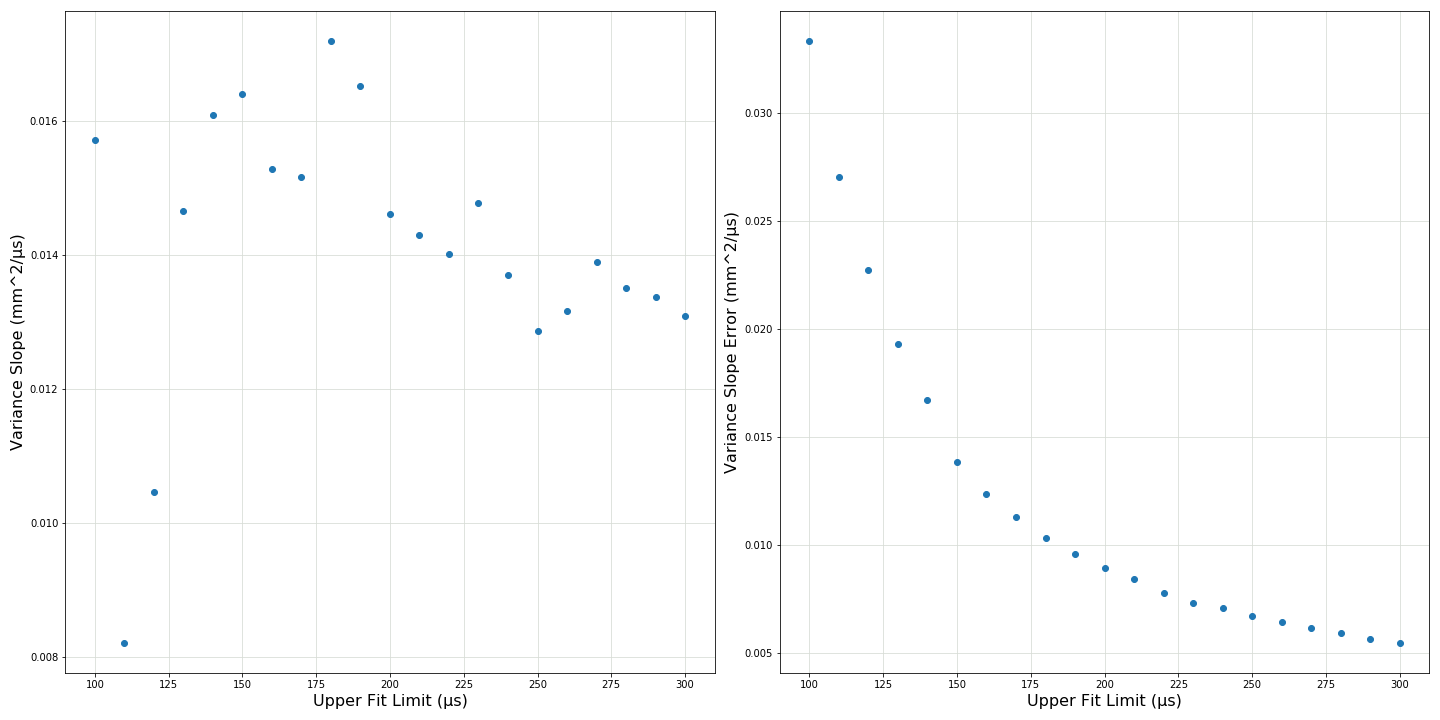 Variance Slope (mm^2/μs)
0.016
0.014
0.012
0.010
0.008
100 125 150 175 200 225 250 275 300
Upper Fit Limit (μs)
Variance Slope Error (mm^2/μs)
0.030
0.025
0.020
0.015
0.010
0.005
100 125 150 175 200 225 250 275 300
Upper Fit Limit (μs)